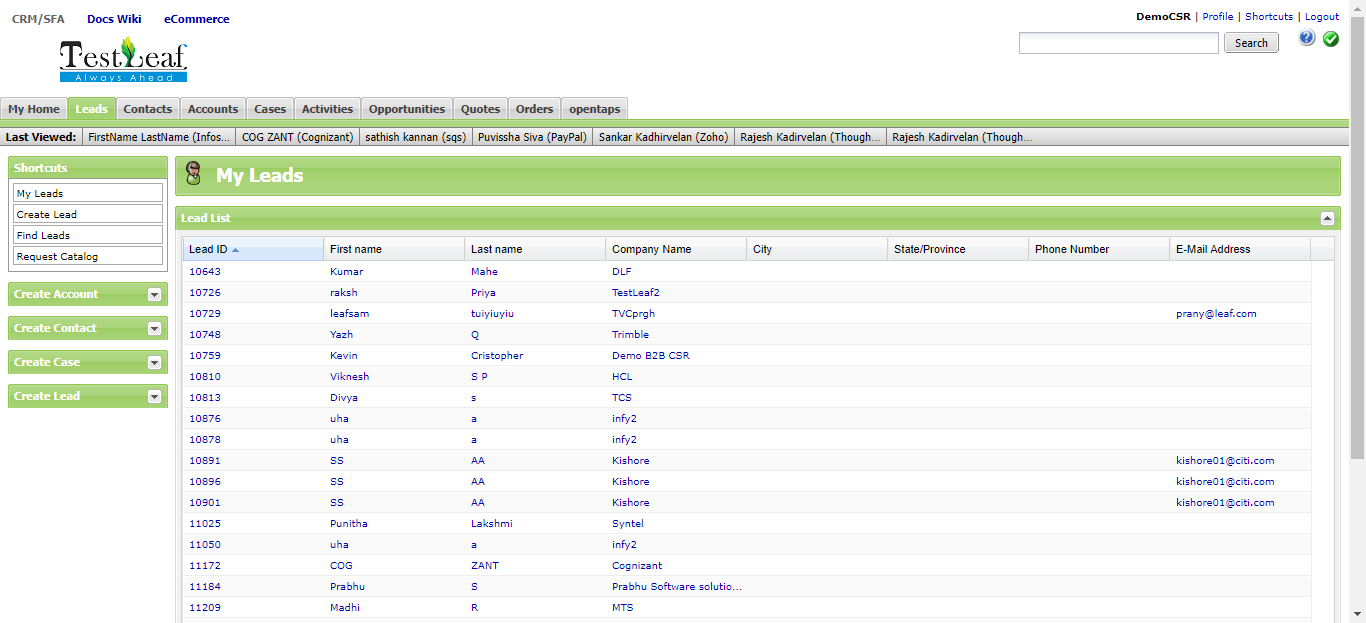 CRM/SFA Docs Wiki eCommerce
DemoCSR | Profile | Shortcuts | Logout
TestLeaf
Always Ahead
Search
My Home Leads Contacts Accounts Cases Activities Opportunities Quotes Orders opentaps
Last Viewed: FirstName LastName (Infos... COG ZANT (Cognizant) sathish kannan (sqs) Puvissha Siva (PayPal) Sankar Kadhirvelan (Zoho) Rajesh Kadirvelan (Though... Rajesh Kadirvelan (Though...
Shortcuts
My Leads
Create Lead
Find Leads
Request Catalog
Create Account
Create Contact
Create Case
Create Lead
My Leads
Lead List
Lead ID First name Last name Company Name City State/Province Phone Number E-Mail Address
10643 Kumar Mahe DLF
10726 raksh Priya TestLeaf2
10729 leafsam tuiyiuyiu TVCprgh prany@leaf.com
10748 Yazh Q Trimble
10759 Kevin Cristopher Demo B2B CSR
10810 Viknesh S P HCL
10813 Divya s TCS
10876 uha a infy2
10878 uha a infy2
10891 SS AA Kishore kishore01@citi.com
10896 SS AA Kishore kishore01@citi.com
10901 SS AA Kishore kishore01@citi.com
11025 Punitha Lakshmi Syntel
11050 uha a infy2
11172 COG ZANT Cognizant
11184 Prabhu S Prabhu Software solutio...
11209 Madhi R MTS